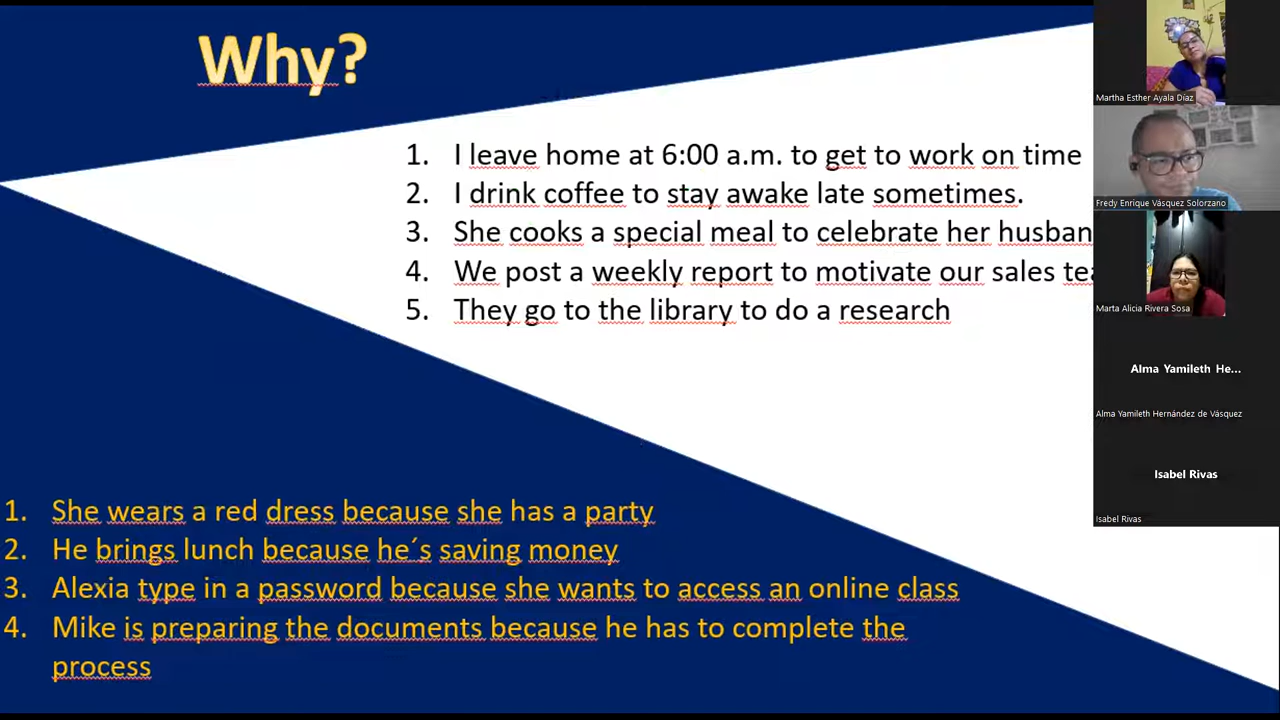 Why?
1. I leave home at 6:00 a.m. to get to work on time
2. I drink coffee to stay awake late sometimes.
3. She cooks a special meal to celebrate her husban
4. We post a weekly report to motivate our sales tea
5. They go to the library to do a research
1. She wears a red dress because she has a party
2. He brings lunch because he´s saving money
3. Alexia type in a password because she wants to access an online class
4. Mike is preparing the documents because he has to complete the
process
Martha Esther Ayala Díaz
Fredy Enrique Vásquez Solorzano
Marta Alicia Rivera Sosa
Alma Yamileth He...
Alma Yamileth Hernández de Vásquez
Isabel Rivas
Isabel Rivas